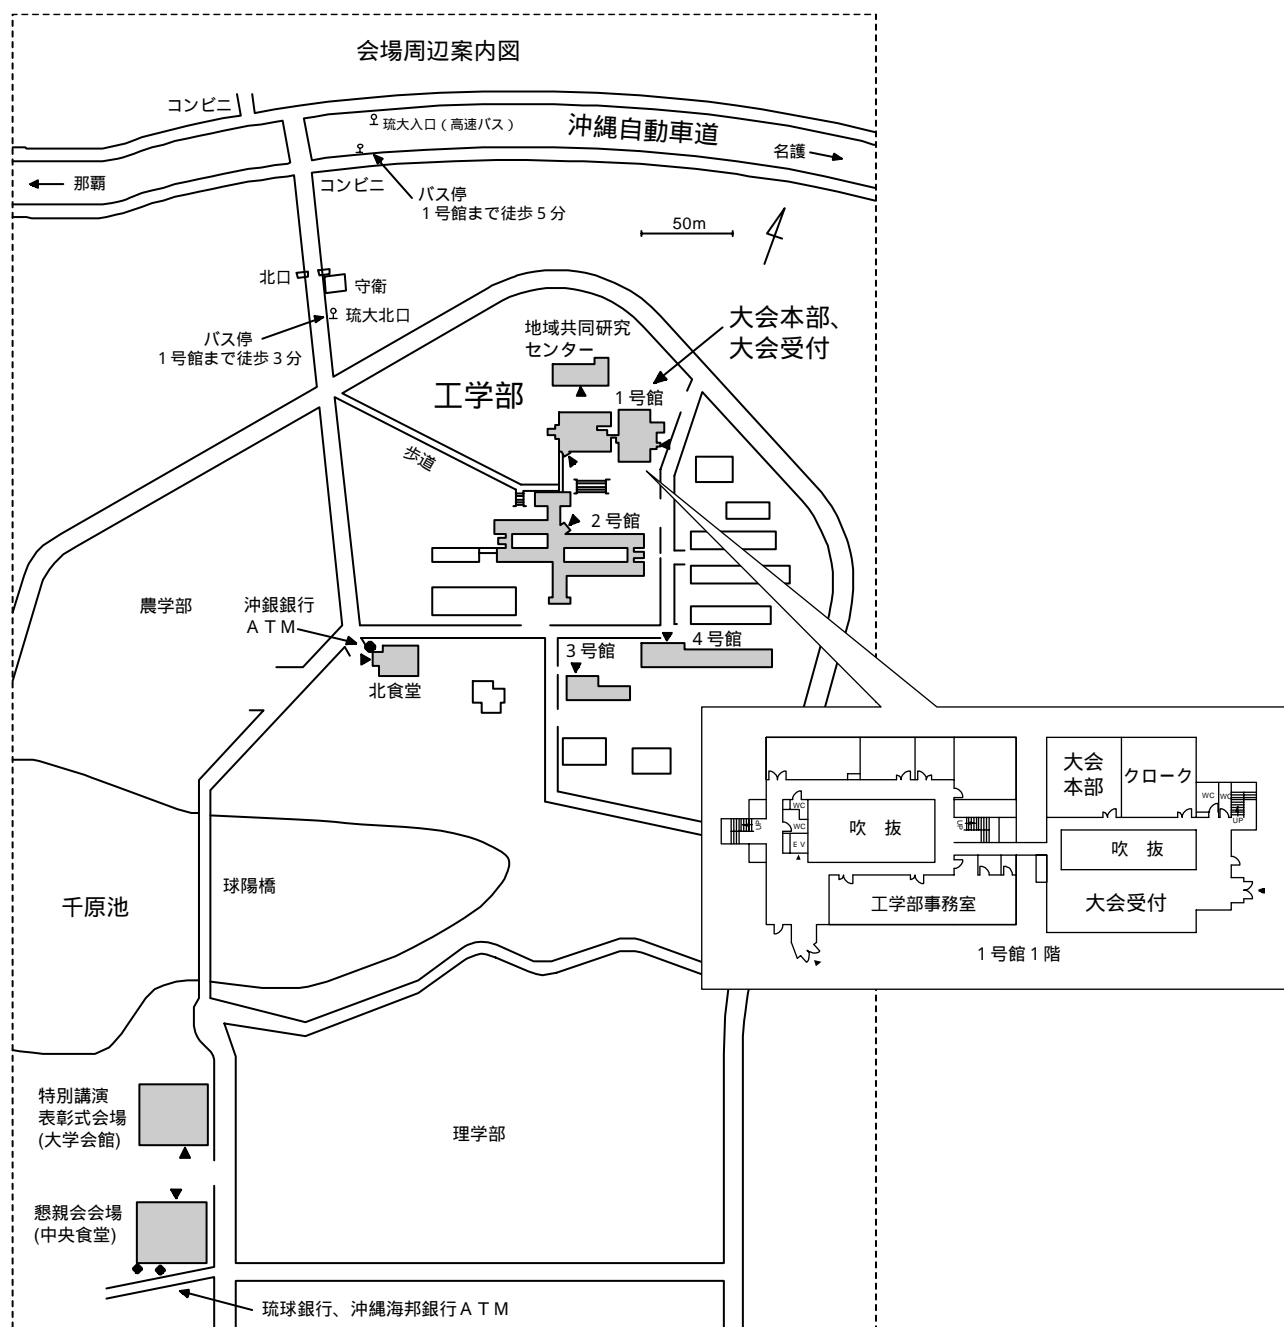 会場周辺案内図
コンビニ
琉大入口（高速バス）
沖縄自動車道
名護
那覇
コンビニ
バス停
１号館まで徒歩５分
50m
北口
守衛
琉大北口
バス停
１号館まで徒歩３分
地域共同研究
センター
大会本部、
大会受付
工学部
１号館
歩道
２号館
農学部
沖銀銀行
ＡＴＭ
北食堂
３号館
４号館
大会
本部
クローク
WC
WC
UP
WC
WC
EV
UP
UP
吹　抜
吹　抜
工学部事務室
大会受付
１号館１階
千原池
球陽橋
特別講演
表彰式会場
(大学会館)
理学部
懇親会会場
(中央食堂)
琉球銀行、沖縄海邦銀行ＡＴＭ